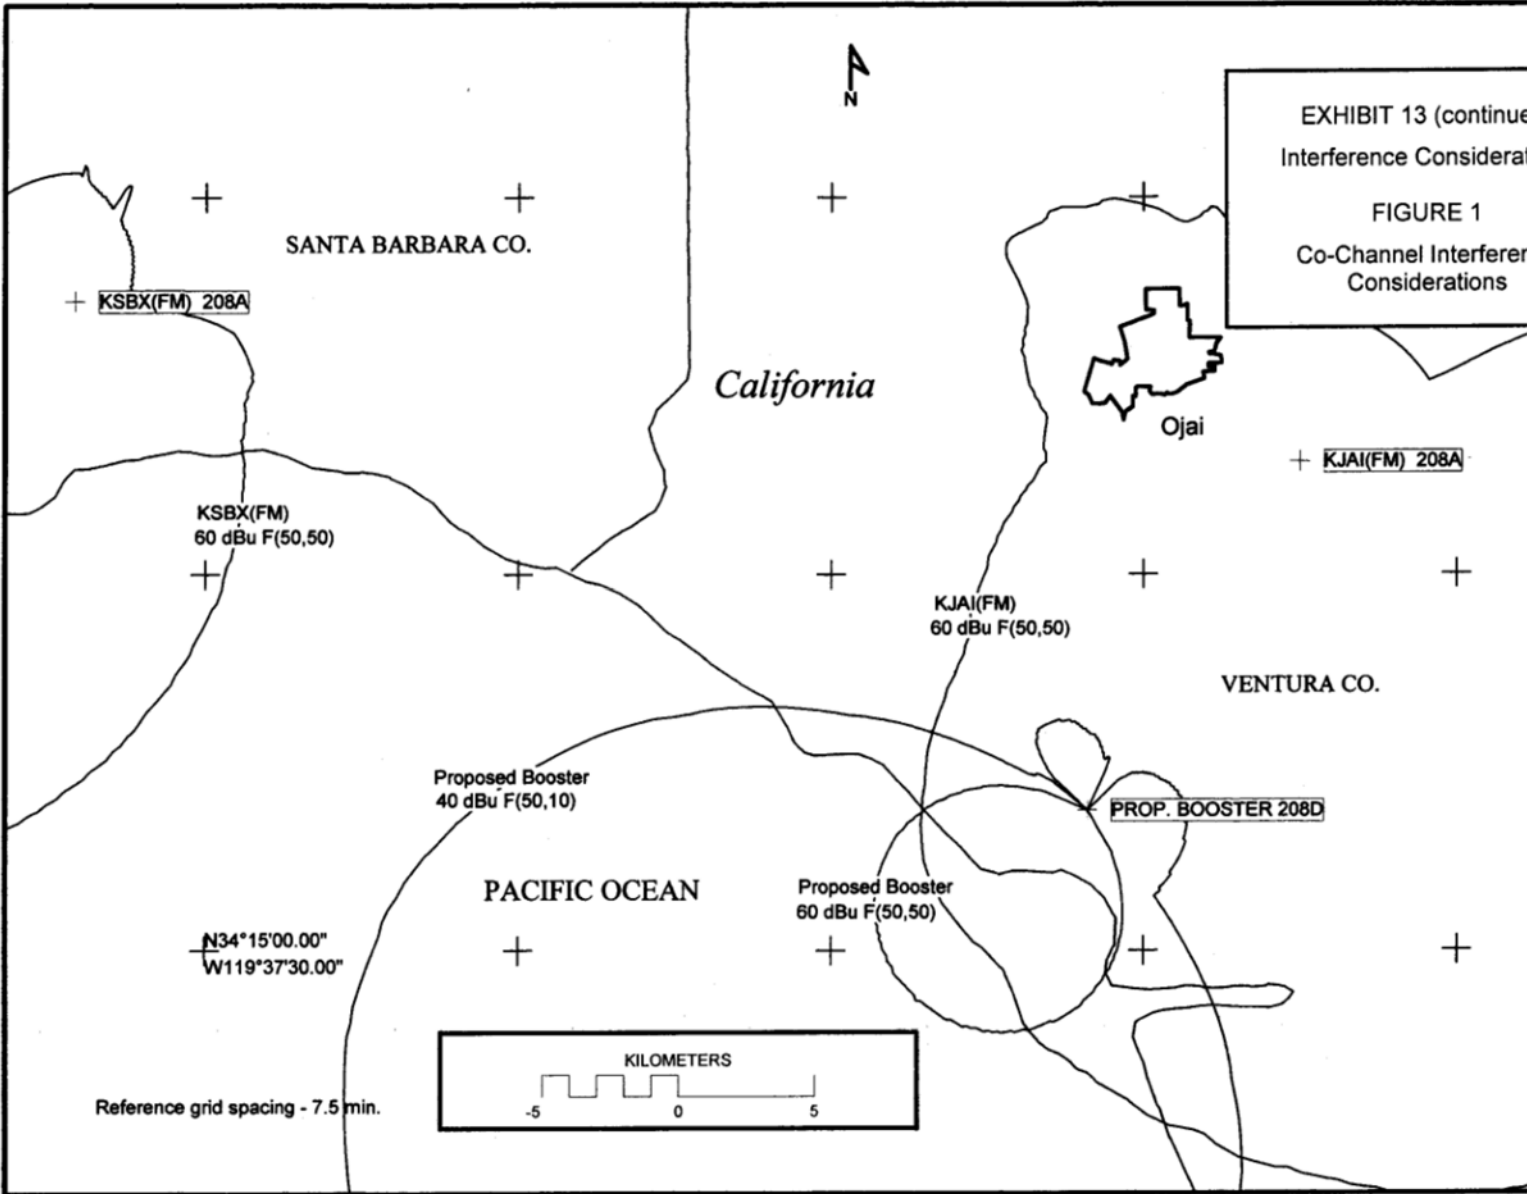 N
EXHIBIT 13 (continue
Interference Considerat
FIGURE 1
Co-Channel Interferen
Considerations
SANTA BARBARA CO.
KSBX(FM) 208A
California
Ojai
KJAI(FM) 208A
KSBX(FM)
60 dBu F(50,50)
KJAI(FM)
60 dBu F(50,50)
VENTURA CO.
Proposed Booster
40 dBu F(50,10)
PROP. BOOSTER 208D
PACIFIC OCEAN
Proposed Booster
60 dBu F(50,50)
N34°15'00.00"
W119°37'30.00"
KILOMETERS
-5 0 5
Reference grid spacing - 7.5 min.